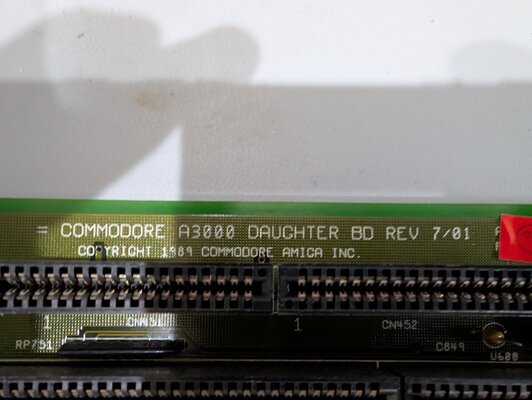 = COMMODORE A3000 DAUGHTER BD REV 7/01
COPYRIGHT 1989 COMMODORE AMIGA INC.
1 CN451 1 CN452
RP751 C849
U600